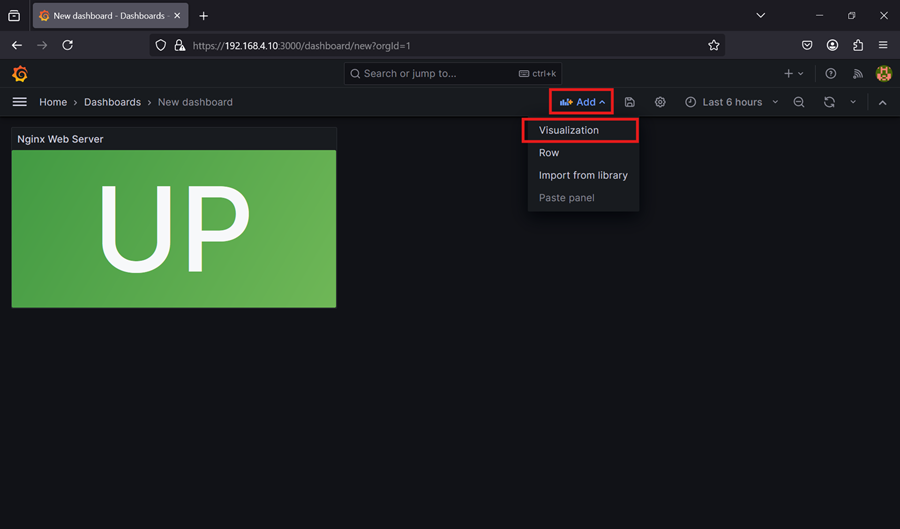 New dashboard - Dashboards -
https://192.168.4.10:3000/dashboard/new?orgId=1
Search or jump to... ctrl+k
Home › Dashboards › New dashboard
Add
Last 6 hours
Visualization
Row
Import from library
Paste panel
Nginx Web Server
UP